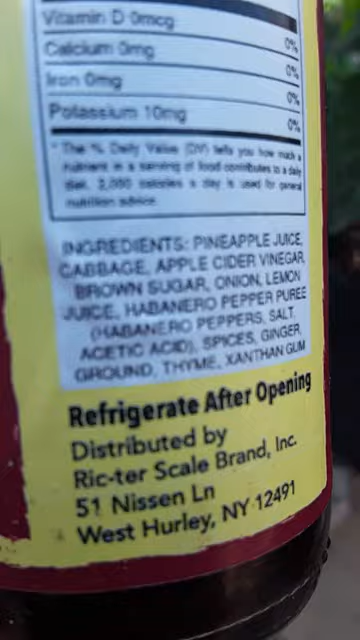 Vitamin D 0mcg 0%
Calcium 0mg 0%
Iron 0mg 0%
Potassium 10mg 0%
* The % Daily Value (DV) tells you how much a
nutrient in a serving of food contributes to a daily
diet. 2,000 calories a day is used for general
nutrition advice.
INGREDIENTS: PINEAPPLE JUICE,
CABBAGE, APPLE CIDER VINEGAR,
BROWN SUGAR, ONION, LEMON
JUICE, HABANERO PEPPER PUREE
(HABANERO PEPPERS, SALT,
ACETIC ACID), SPICES, GINGER,
GROUND, THYME, XANTHAN GUM
Refrigerate After Opening
Distributed by
Ric-ter Scale Brand, Inc.
51 Nissen Ln
West Hurley, NY 12491